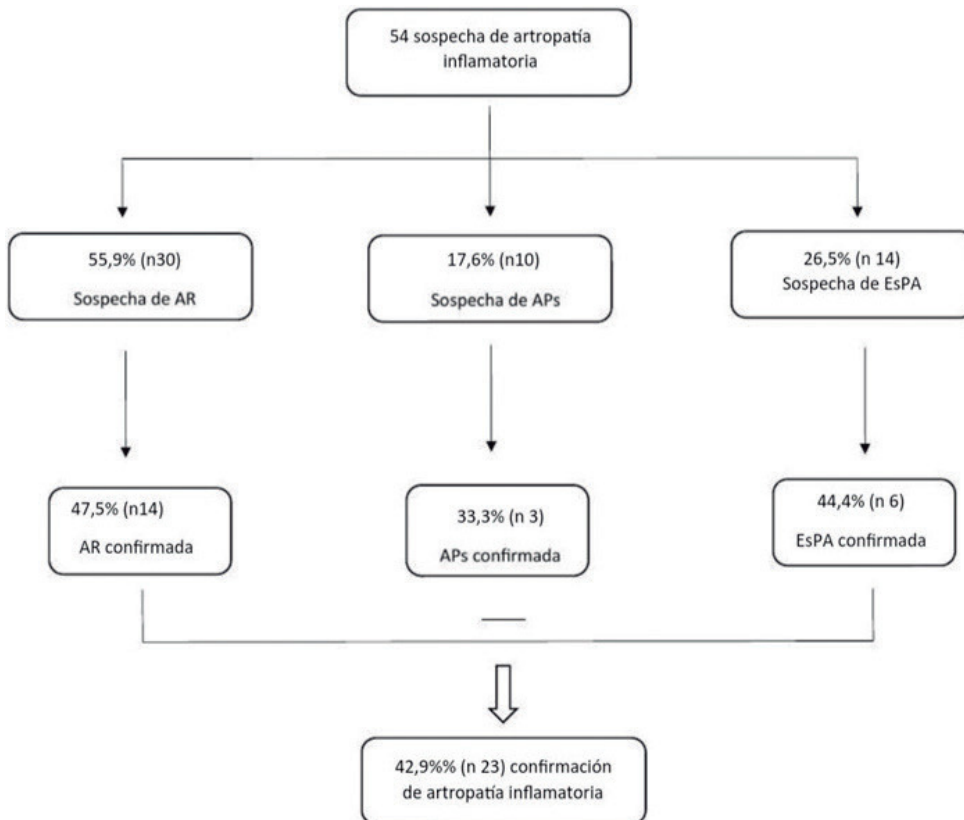 54 sospecha de artropatía
inflamatoria
55,9% (n30)
Sospecha de AR
17,6% (n10)
Sospecha de APs
26,5% (n 14)
Sospecha de EsPA
47,5% (n14)
AR confirmada
33,3% (n 3)
APs confirmada
44,4% (n 6)
EsPA confirmada
42,9%% (n 23) confirmación
de artropatía inflamatoria